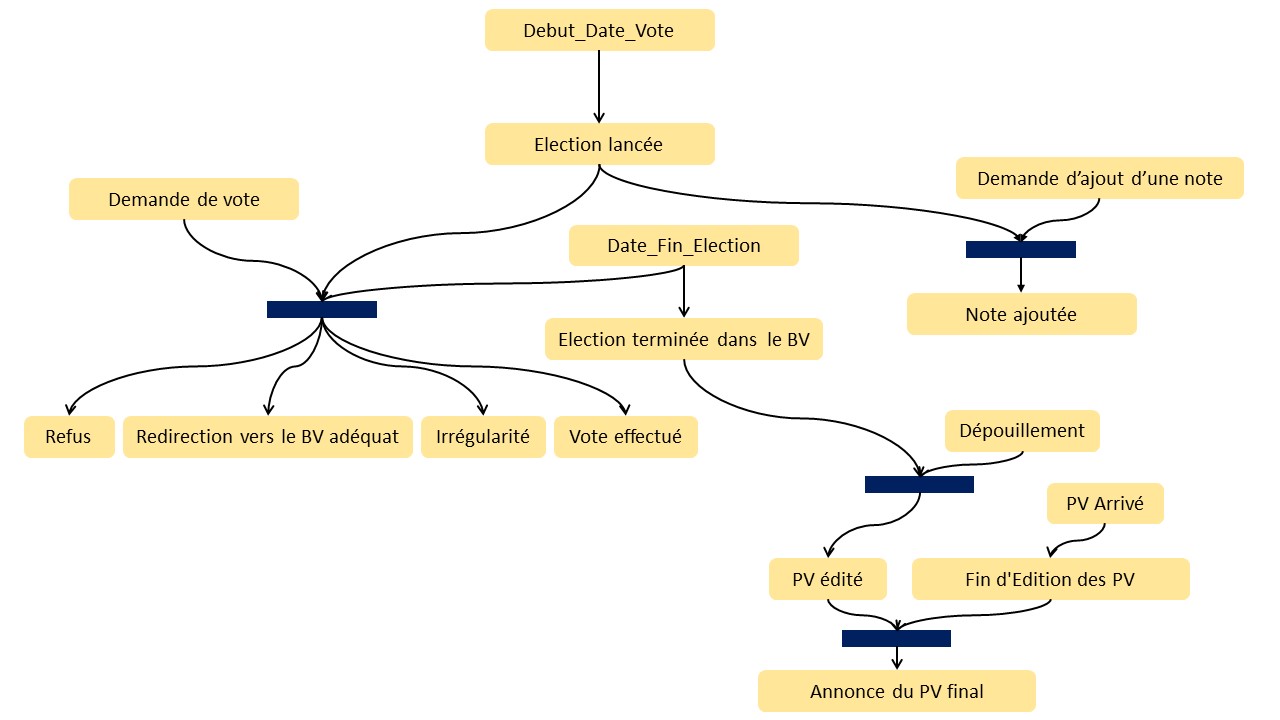 Debut_Date_Vote
Election lancée
Demande d’ajout d’une note
Demande de vote
Date_Fin_Election
Note ajoutée
Election terminée dans le BV
Refus
Redirection vers le BV adéquat
Irrégularité
Vote effectué
Dépouillement
PV Arrivé
PV édité
Fin d'Edition des PV
Annonce du PV final